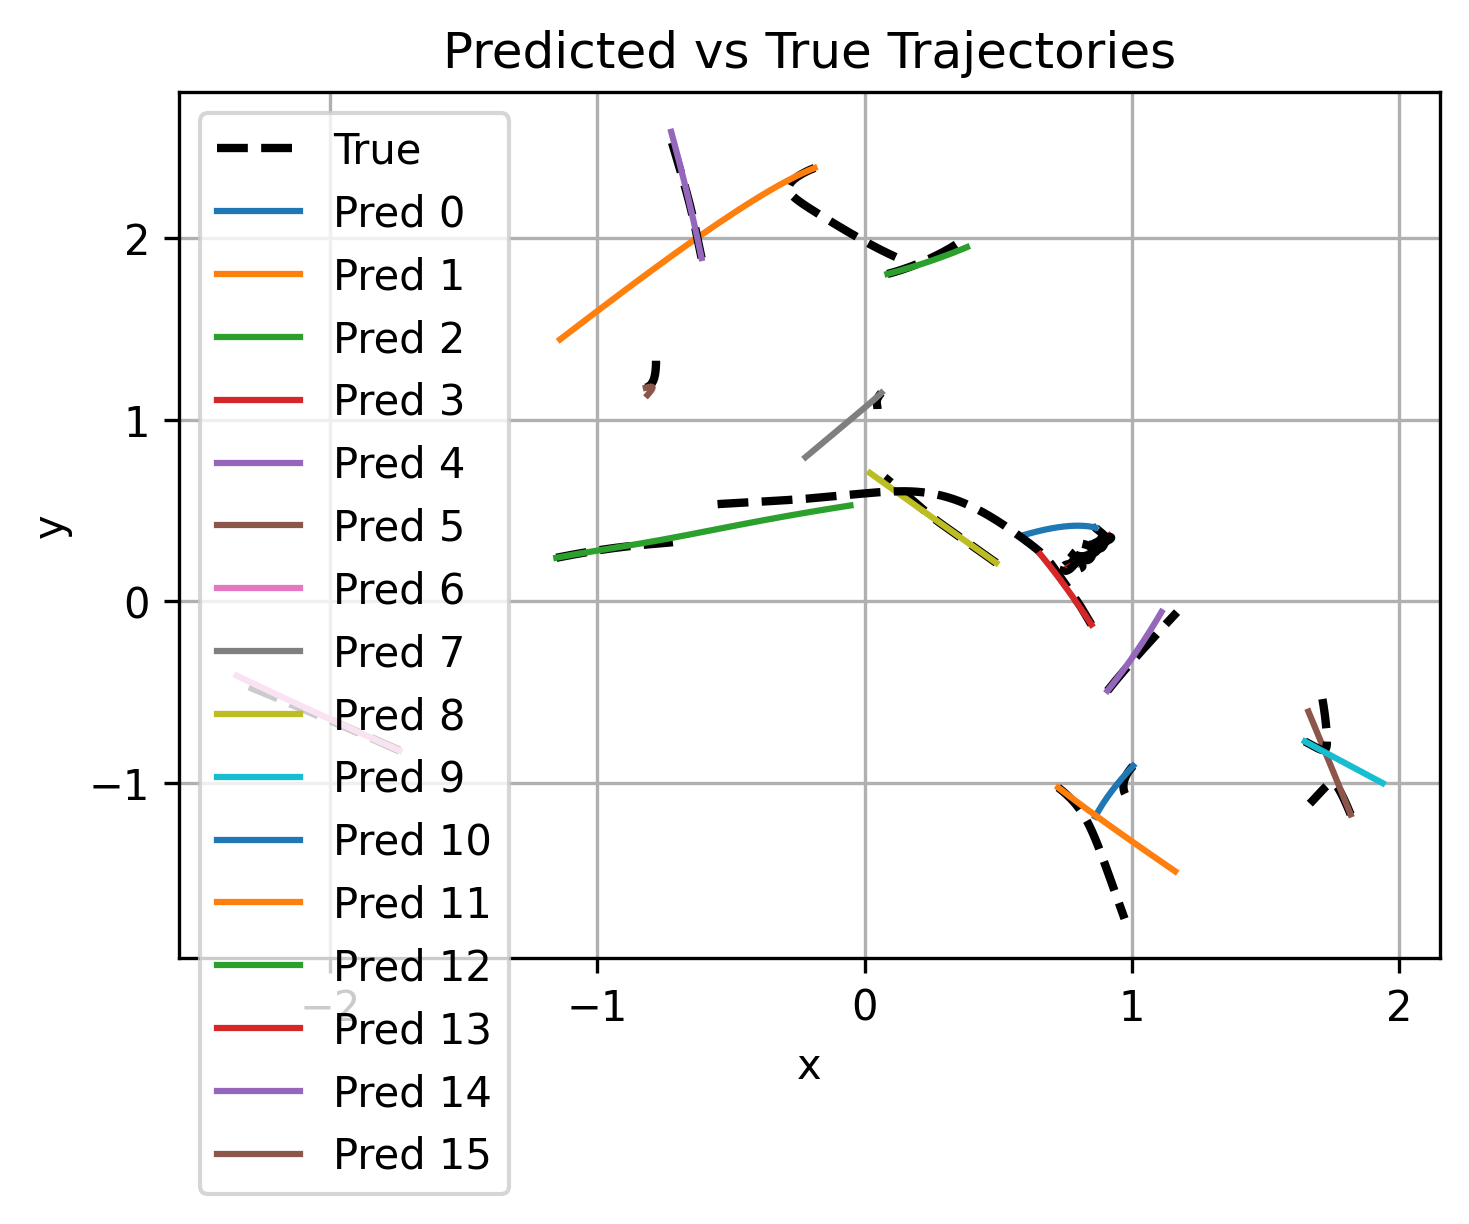 Predicted vs True Trajectories
True
Pred 0
Pred 1
Pred 2
Pred 3
Pred 4
Pred 5
Pred 6
Pred 7
Pred 8
Pred 9
Pred 10
Pred 11
Pred 12
Pred 13
Pred 14
Pred 15
2
1
0
−1
y
−2 −1 0 1 2
x